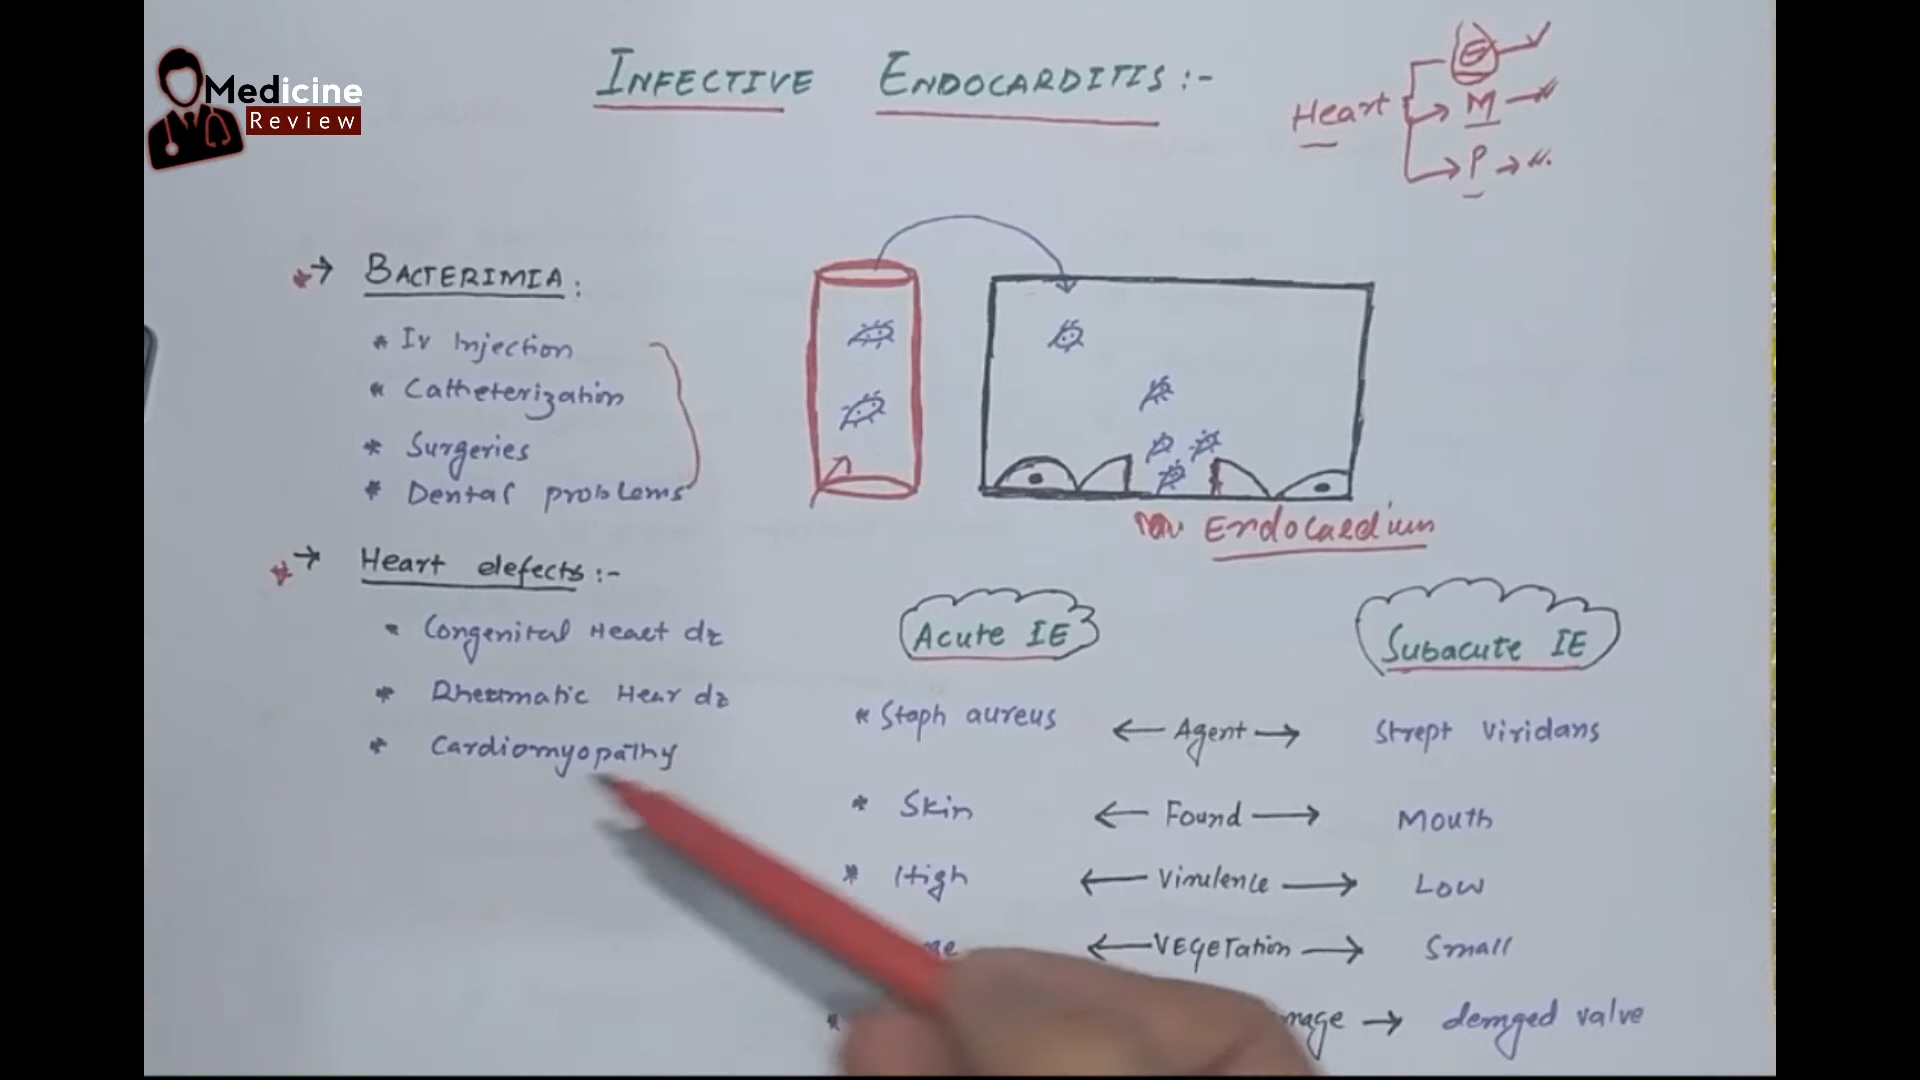 Medicine
Review
INFECTIVE ENDOCARDITIS :-
Heart
E
M
P
BACTERIMIA :
* Iv Injection
* Catheterization
* Surgeries
* Dental problems
Endocardium
Heart defects :-
* Congenital Heart dz
* Rheumatic Hear dz
* Cardiomyopathy
Acute IE
Subacute IE
* Staph aureus ← Agent → Strept Viridans
* Skin ← Found → Mouth
* High ← Virulence → Low
← VEGETation → Small
→ demged valve